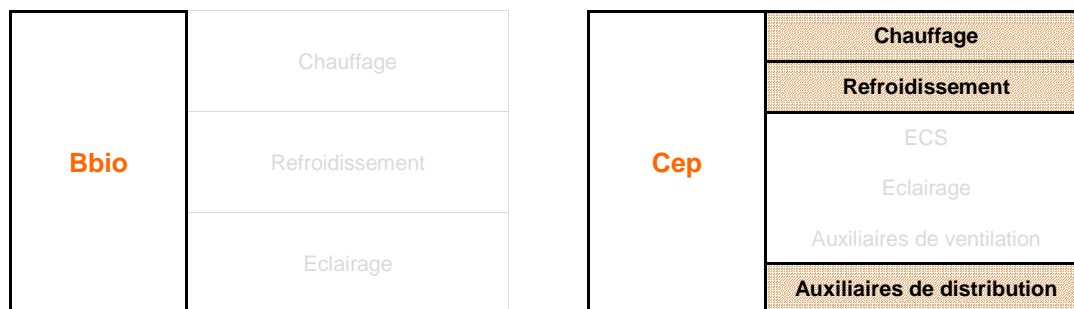 Bbio
Chauffage
Refroidissement
Eclairage
Cep
Chauffage
Refroidissement
ECS
Eclairage
Auxiliaires de ventilation
Auxiliaires de distribution